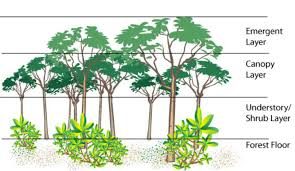 Emergent
Layer
Canopy
Layer
Understory/
Shrub Layer
Forest Floor